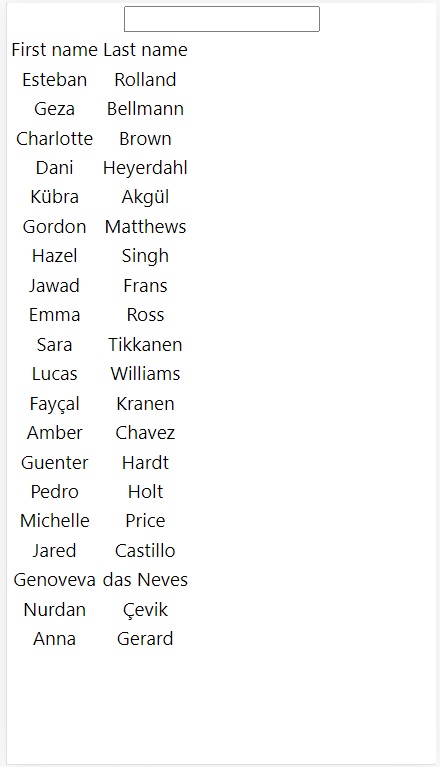 First name Last name
Esteban Rolland
Geza Bellmann
Charlotte Brown
Dani Heyerdahl
Kübra Akgül
Gordon Matthews
Hazel Singh
Jawad Frans
Emma Ross
Sara Tikkanen
Lucas Williams
Fayçal Kranen
Amber Chavez
Guenter Hardt
Pedro Holt
Michelle Price
Jared Castillo
Genoveva das Neves
Nurdan Çevik
Anna Gerard